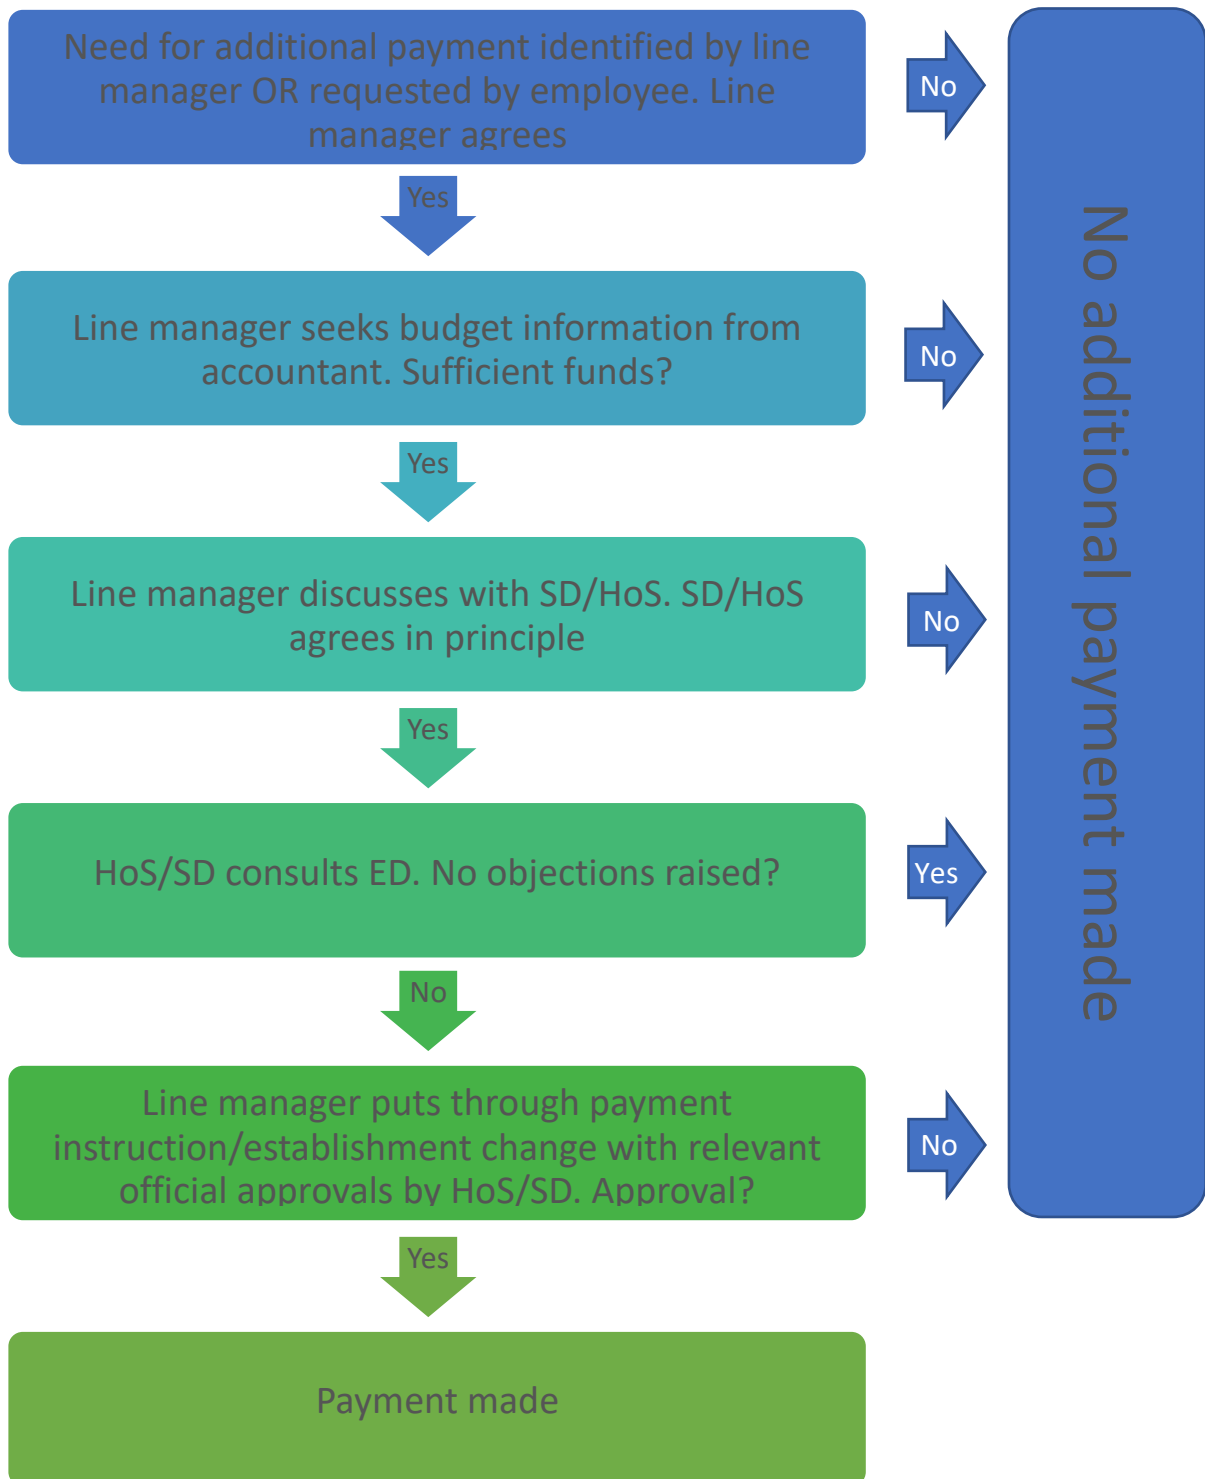 Need for additional payment identified by line
manager OR requested by employee. Line
manager agrees
No
Yes
Line manager seeks budget information from
accountant. Sufficient funds?
No
Yes
Line manager discusses with SD/HoS. SD/HoS
agrees in principle
No
Yes
HoS/SD consults ED. No objections raised?
Yes
No
Line manager puts through payment
instruction/establishment change with relevant
official approvals by HoS/SD. Approval?
No
Yes
Payment made
No additional payment made